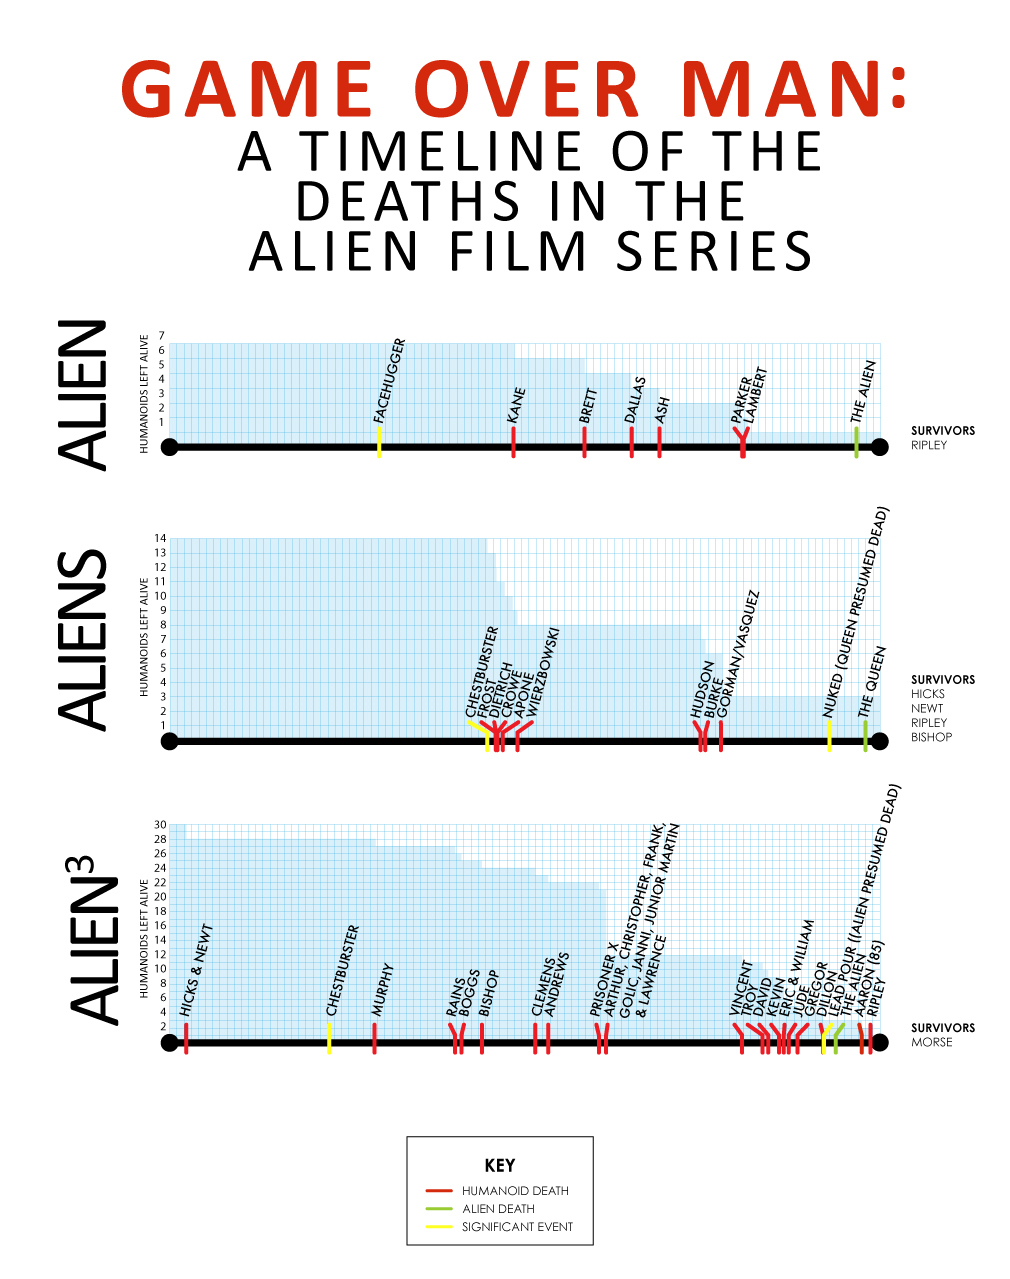 GAME OVER MAN:
A TIMELINE OF THE
DEATHS IN THE
ALIEN FILM SERIES
ALIEN
HUMANOIDS LEFT ALIVE
7
6
5
4
3
2
1
FACEHUGGER
KANE
BRETT
DALLAS
ASH
PARKER
LAMBERT
THE ALIEN
SURVIVORS
RIPLEY
ALIENS
HUMANOIDS LEFT ALIVE
14
13
12
11
10
9
8
7
6
5
4
3
2
1
CHESTBURSTER
FROST
DIETRICH
CROWE
APONE
WIERZBOWSKI
HUDSON
BURKE
GORMAN/VASQUEZ
NUKED (QUEEN PRESUMED DEAD)
THE QUEEN
SURVIVORS
HICKS
NEWT
RIPLEY
BISHOP
ALIEN³
HUMANOIDS LEFT ALIVE
30
28
26
24
22
20
18
16
14
12
10
8
6
4
2
HICKS & NEWT
CHESTBURSTER
MURPHY
RAINS
BOGGS
BISHOP
CLEMENS
ANDREWS
PRISONER X
ARTHUR, CHRISTOPHER, FRANK,
GOLIC, JANNI, JUNIOR MARTIN
& LAWRENCE
VINCENT
TROY
DAVID
KEVIN
ERIC & WILLIAM
JUDE
GREGOR
DILLON
LEAD POUR ((ALIEN PRESUMED DEAD)
THE ALIEN
AARON (85)
RIPLEY
SURVIVORS
MORSE
KEY
HUMANOID DEATH
ALIEN DEATH
SIGNIFICANT EVENT